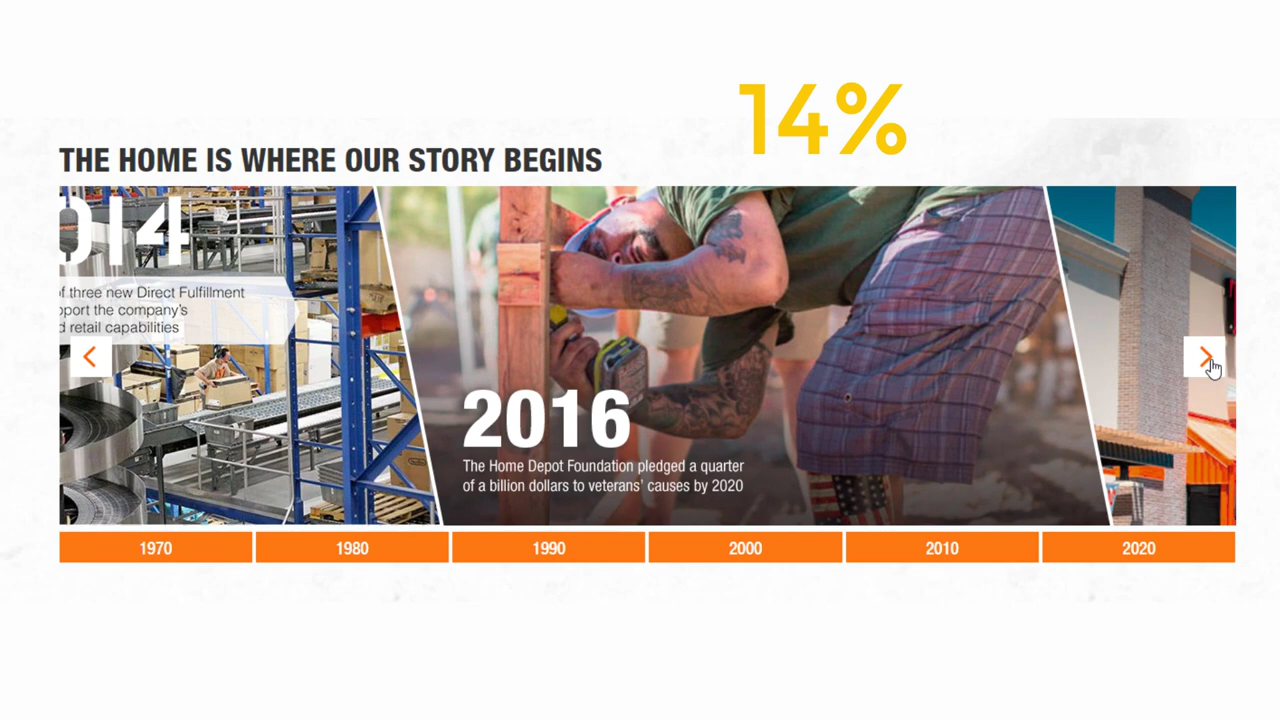 14%
THE HOME IS WHERE OUR STORY BEGINS
014
of three new Direct Fulfillment
pport the company's
d retail capabilities
2016
The Home Depot Foundation pledged a quarter
of a billion dollars to veterans' causes by 2020
1970
1980
1990
2000
2010
2020